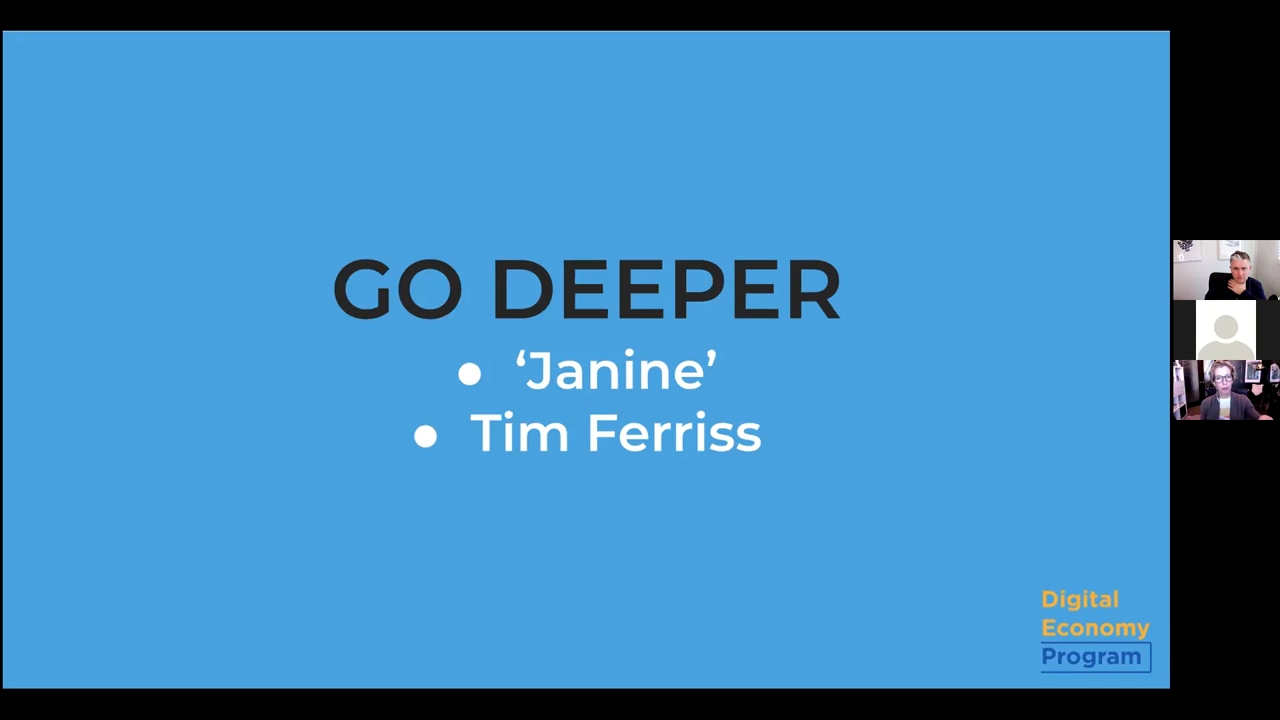 GO DEEPER
● ‘Janine’
● Tim Ferriss
Digital
Economy
Program